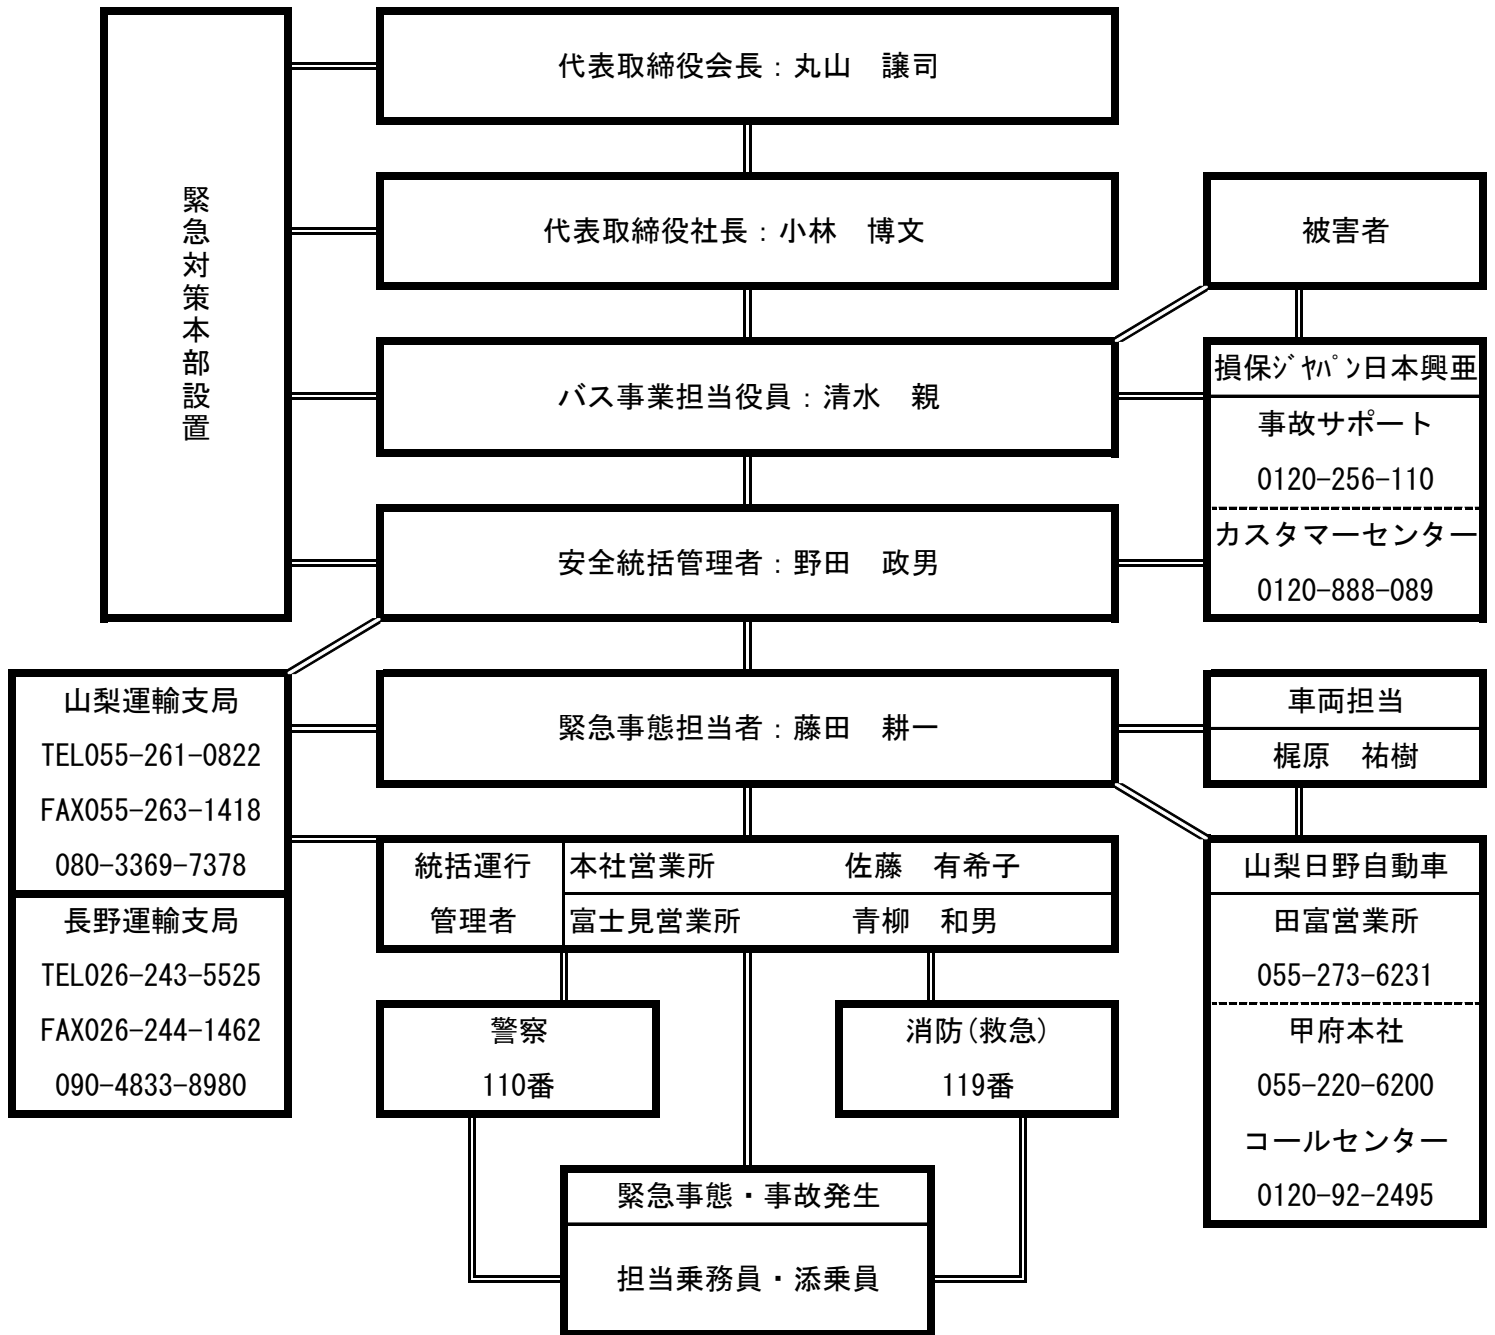 緊急対策本部設置
代表取締役会長：丸山　譲司
代表取締役社長：小林　博文
被害者
バス事業担当役員：清水　親
損保ｼﾞｬﾊﾟﾝ日本興亜
事故サポート
0120-256-110
カスタマーセンター
0120-888-089
安全統括管理者：野田　政男
山梨運輸支局
TEL055-261-0822
FAX055-263-1418
080-3369-7378
長野運輸支局
TEL026-243-5525
FAX026-244-1462
090-4833-8980
緊急事態担当者：藤田　耕一
車両担当
梶原　祐樹
統括運行
管理者
本社営業所　佐藤　有希子
富士見営業所　青柳　和男
山梨日野自動車
田富営業所
055-273-6231
甲府本社
055-220-6200
コールセンター
0120-92-2495
警察
110番
消防(救急)
119番
緊急事態・事故発生
担当乗務員・添乗員